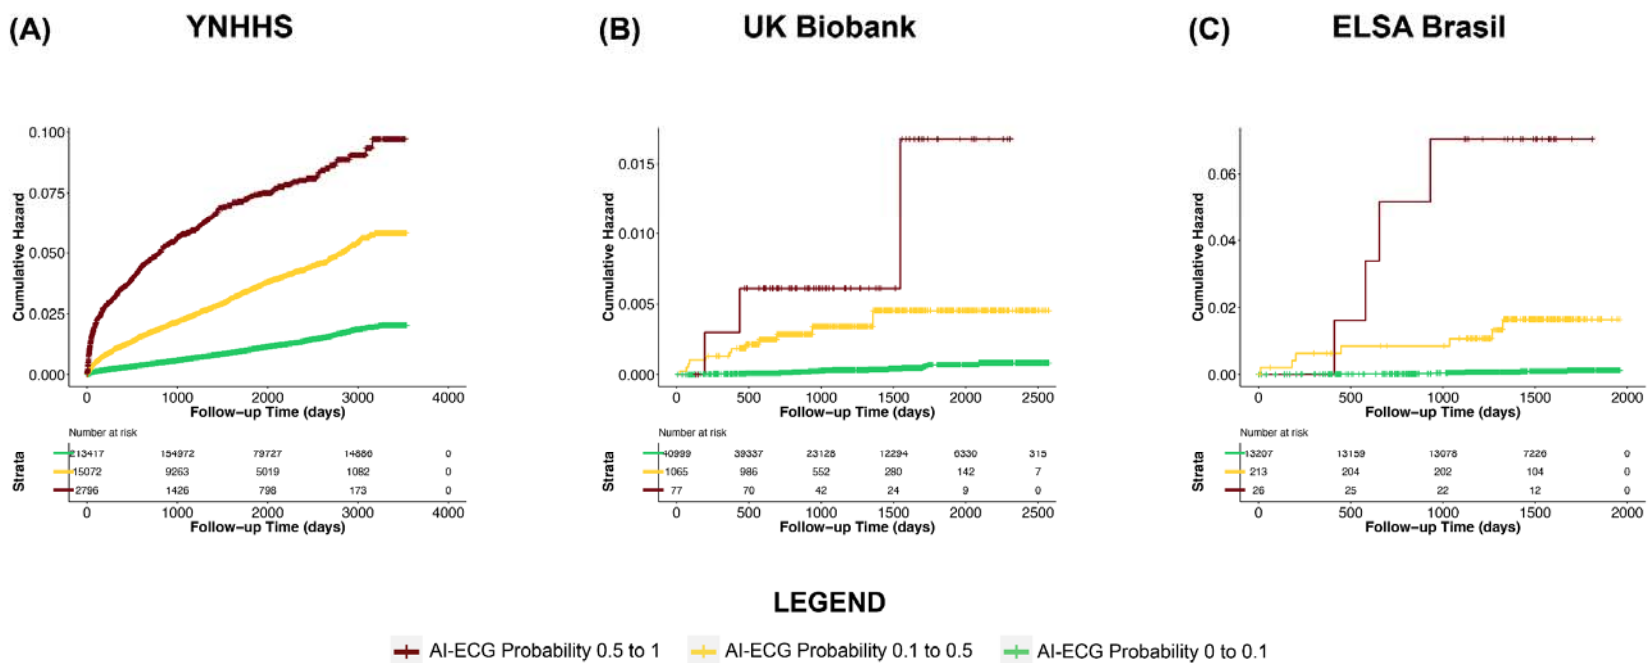 (A) YNHHS
(B) UK Biobank
(C) ELSA Brasil
Cumulative Hazard
0.100
0.075
0.050
0.025
0.000
0 1000 2000 3000 4000
Follow-up Time (days)
Number at risk
Strata
213417 154972 79727 14886 0
15072 9263 5019 1082 0
2796 1426 798 173 0
0 1000 2000 3000 4000
Follow-up Time (days)
Cumulative Hazard
0.015
0.010
0.005
0.000
0 500 1000 1500 2000 2500
Follow-up Time (days)
Number at risk
Strata
40999 39337 23128 12294 6330 315
1065 986 552 280 142 7
77 70 42 24 9 0
0 500 1000 1500 2000 2500
Follow-up Time (days)
Cumulative Hazard
0.06
0.04
0.02
0.00
0 500 1000 1500 2000
Follow-up Time (days)
Number at risk
Strata
13207 13159 13078 7226 0
213 204 202 104 0
26 25 22 12 0
0 500 1000 1500 2000
Follow-up Time (days)
LEGEND
AI-ECG Probability 0.5 to 1 AI-ECG Probability 0.1 to 0.5 AI-ECG Probability 0 to 0.1